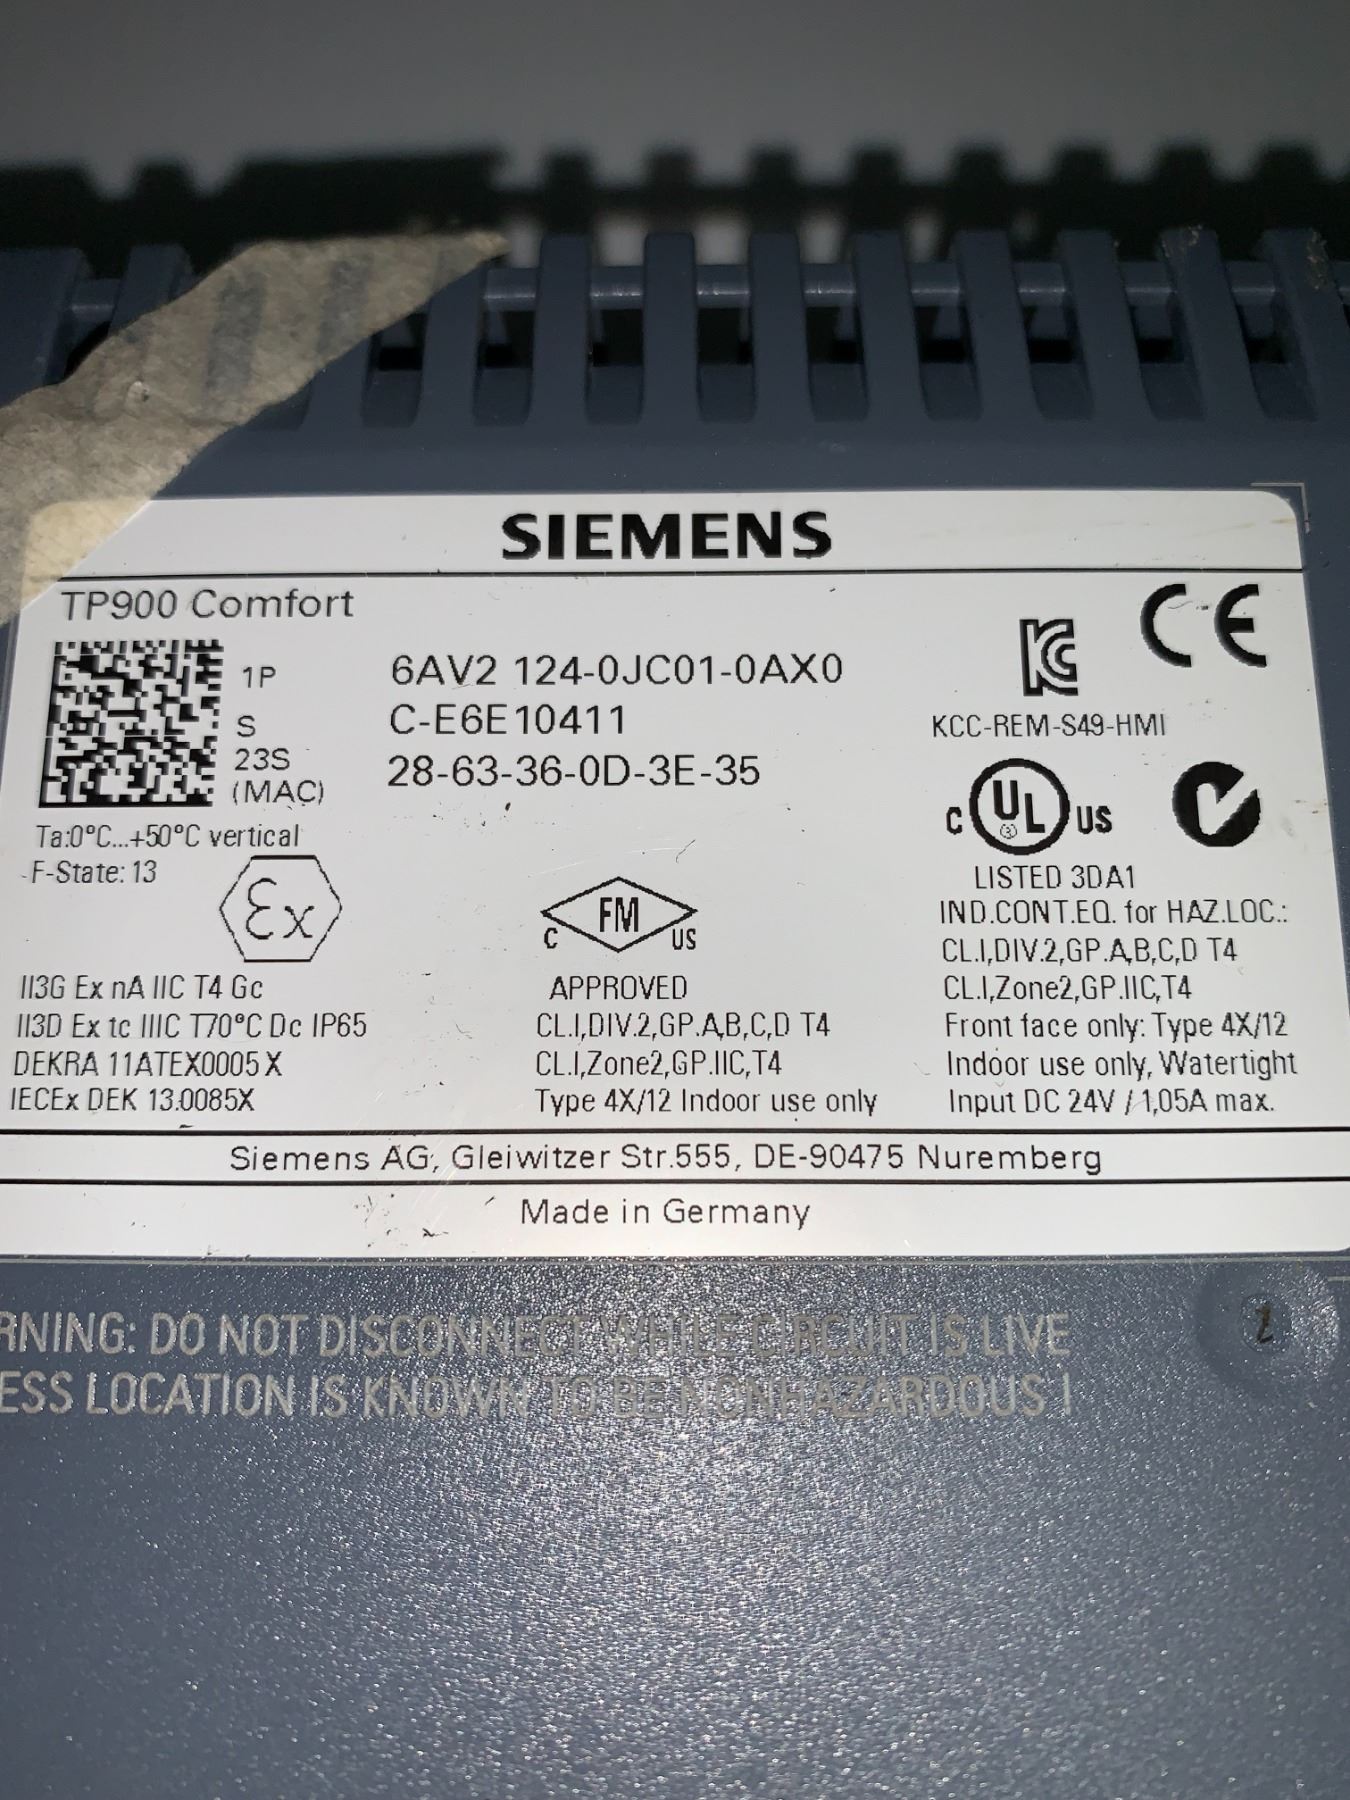 SIEMENS
TP900 Comfort
1P 6AV2 124-0JC01-0AX0
S C-E6E10411
23S
(MAC) 28-63-36-0D-3E-35
KCC-REM-S49-HMI
Ta:0°C...+50°C vertical
F-State: 13
Ex
II3G Ex nA IIC T4 Gc
II3D Ex tc IIIC T70°C Dc IP65
DEKRA 11ATEX0005 X
IECEx DEK 13.0085X
C FM US
APPROVED
CL.I,DIV.2,GP.A,B,C,D T4
CL.I,Zone2,GP.IIC,T4
Type 4X/12 Indoor use only
CE
C UL US
LISTED 3DA1
IND.CONT.EQ. for HAZ.LOC.:
CL.I,DIV.2,GP.A,B,C,D T4
CL.I,Zone2,GP.IIC,T4
Front face only: Type 4X/12
Indoor use only, Watertight
Input DC 24V / 1,05A max.
Siemens AG, Gleiwitzer Str.555, DE-90475 Nuremberg
Made in Germany
RNING: DO NOT DISCONNECT WHILE CIRCUIT IS LIVE
ESS LOCATION IS KNOWN TO BE NONHAZARDOUS !